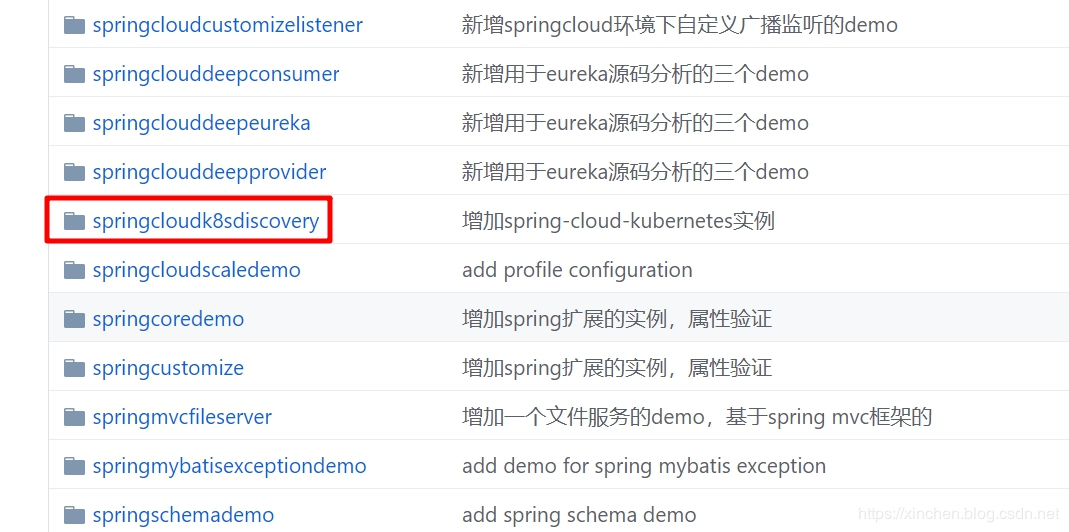 springcloudcustomizelistener 新增springcloud环境下自定义广播监听的demo
springclouddeepconsumer 新增用于eureka源码分析的三个demo
springclouddeepeureka 新增用于eureka源码分析的三个demo
springclouddeepprovider 新增用于eureka源码分析的三个demo
springcloudk8sdiscovery 增加spring-cloud-kubernetes实例
springcloudscaledemo add profile configuration
springcoredemo 增加spring扩展的实例，属性验证
springcustomize 增加spring扩展的实例，属性验证
springmvcfileserver 增加一个文件服务的demo，基于spring mvc框架的
springmybatisexceptiondemo add demo for spring mybatis exception
springschemademo add spring schema demo
https://xinchen.blog.csdn.net